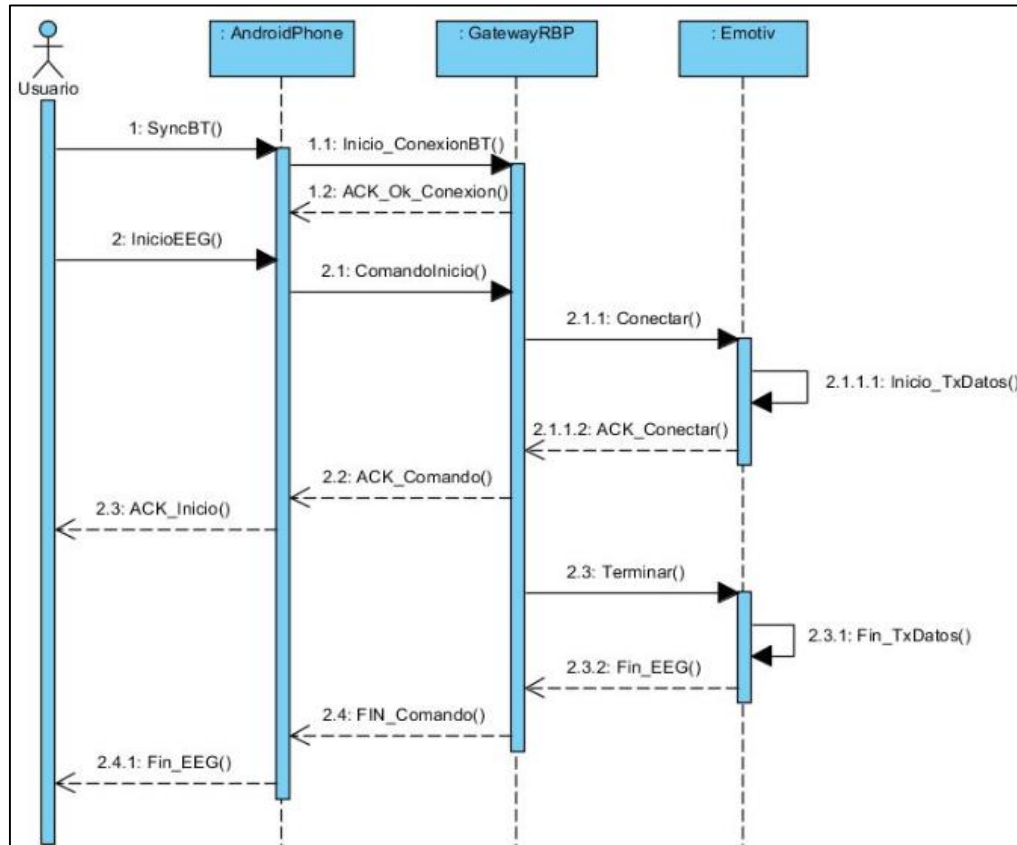 : AndroidPhone
: GatewayRBP
: Emotiv
Usuario
1: SyncBT()
1.1: Inicio_ConexionBT()
1.2: ACK_Ok_Conexion()
2: InicioEEG()
2.1: ComandoInicio()
2.1.1: Conectar()
2.1.1.1: Inicio_TxDatos()
2.1.1.2: ACK_Conectar()
2.2: ACK_Comando()
2.3: ACK_Inicio()
2.3: Terminar()
2.3.1: Fin_TxDatos()
2.3.2: Fin_EEG()
2.4: FIN_Comando()
2.4.1: Fin_EEG()